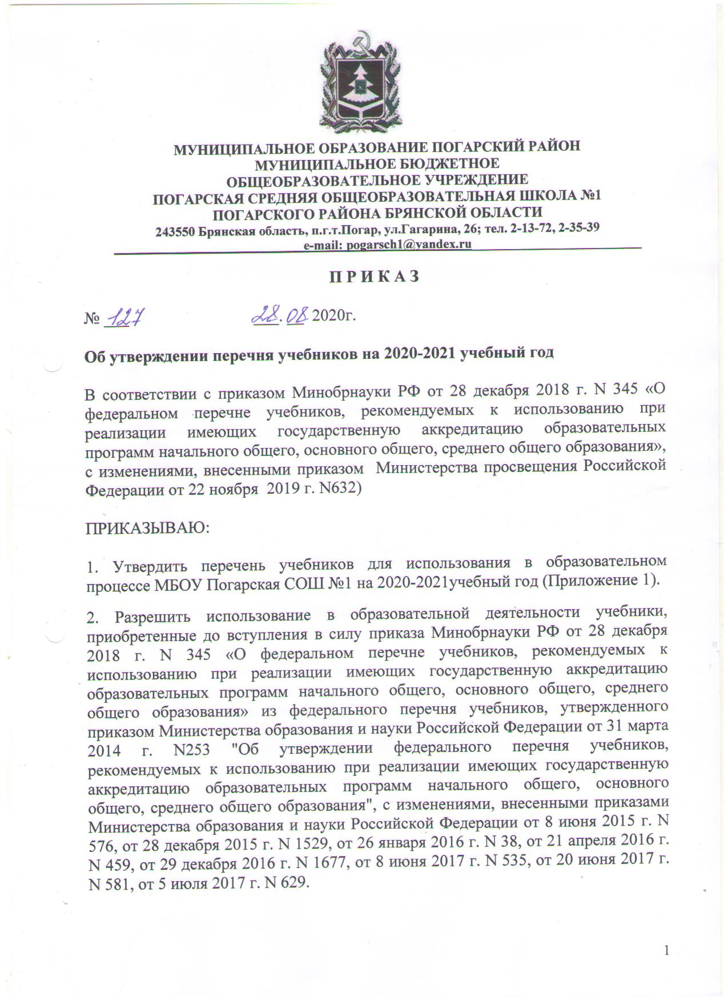 МУНИЦИПАЛЬНОЕ ОБРАЗОВАНИЕ ПОГАРСКИЙ РАЙОН
МУНИЦИПАЛЬНОЕ БЮДЖЕТНОЕ
ОБЩЕОБРАЗОВАТЕЛЬНОЕ УЧРЕЖДЕНИЕ
ПОГАРСКАЯ СРЕДНЯЯ ОБЩЕОБРАЗОВАТЕЛЬНАЯ ШКОЛА №1
ПОГАРСКОГО РАЙОНА БРЯНСКОЙ ОБЛАСТИ
243550 Брянская область, п.г.т.Погар, ул.Гагарина, 26; тел. 2-13-72, 2-35-39
e-mail: pogarsch1@yandex.ru
П Р И К А З
№ 127 28. 08 2020г.
Об утверждении перечня учебников на 2020-2021 учебный год
В соответствии с приказом Минобрнауки РФ от 28 декабря 2018 г. N 345 «О
федеральном перечне учебников, рекомендуемых к использованию при
реализации имеющих государственную аккредитацию образовательных
программ начального общего, основного общего, среднего общего образования»,
с изменениями, внесенными приказом Министерства просвещения Российской
Федерации от 22 ноября 2019 г. N632)
ПРИКАЗЫВАЮ:
1. Утвердить перечень учебников для использования в образовательном
процессе МБОУ Погарская СОШ №1 на 2020-2021учебный год (Приложение 1).
2. Разрешить использование в образовательной деятельности учебники,
приобретенные до вступления в силу приказа Минобрнауки РФ от 28 декабря
2018 г. N 345 «О федеральном перечне учебников, рекомендуемых к
использованию при реализации имеющих государственную аккредитацию
образовательных программ начального общего, основного общего, среднего
общего образования» из федерального перечня учебников, утвержденного
приказом Министерства образования и науки Российской Федерации от 31 марта
2014 г. N253 "Об утверждении федерального перечня учебников,
рекомендуемых к использованию при реализации имеющих государственную
аккредитацию образовательных программ начального общего, основного
общего, среднего общего образования", с изменениями, внесенными приказами
Министерства образования и науки Российской Федерации от 8 июня 2015 г. N
576, от 28 декабря 2015 г. N 1529, от 26 января 2016 г. N 38, от 21 апреля 2016 г.
N 459, от 29 декабря 2016 г. N 1677, от 8 июня 2017 г. N 535, от 20 июня 2017 г.
N 581, от 5 июля 2017 г. N 629.
1